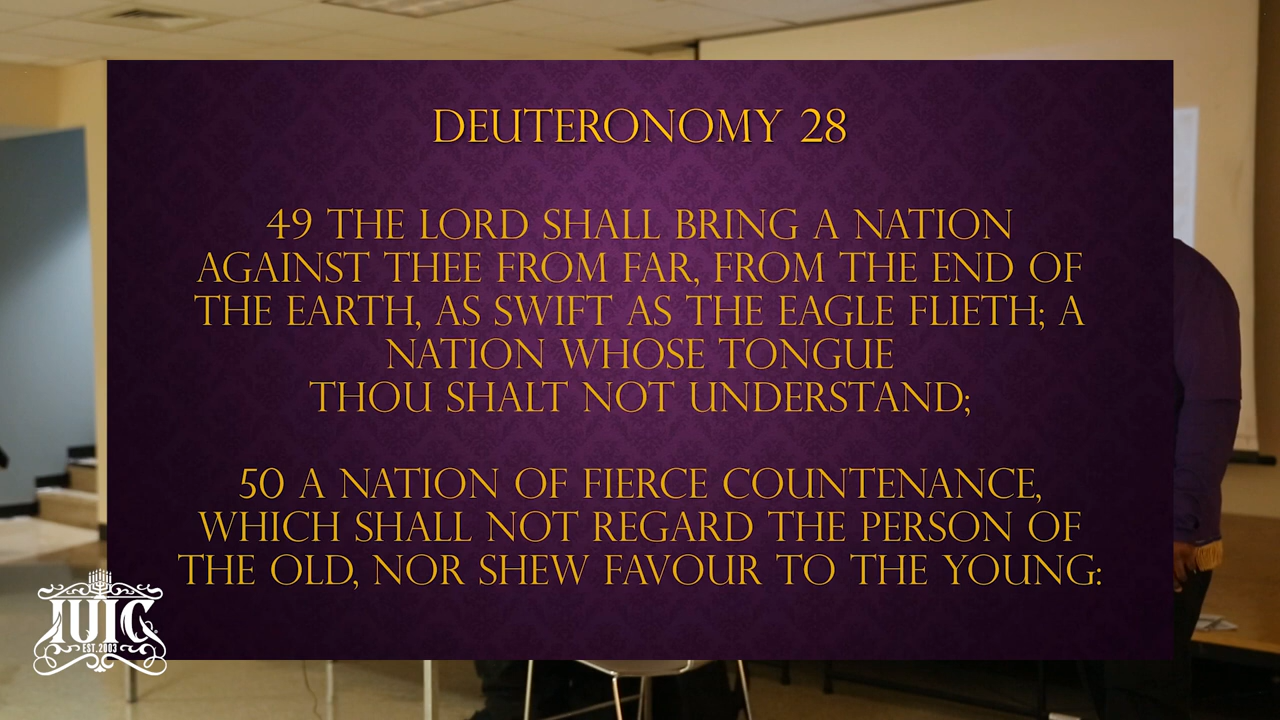 DEUTERONOMY 28
49 THE LORD SHALL BRING A NATION
AGAINST THEE FROM FAR, FROM THE END OF
THE EARTH, AS SWIFT AS THE EAGLE FLIETH; A
NATION WHOSE TONGUE
THOU SHALT NOT UNDERSTAND;
50 A NATION OF FIERCE COUNTENANCE,
WHICH SHALL NOT REGARD THE PERSON OF
THE OLD, NOR SHEW FAVOUR TO THE YOUNG:
IUIC
EST. 2003